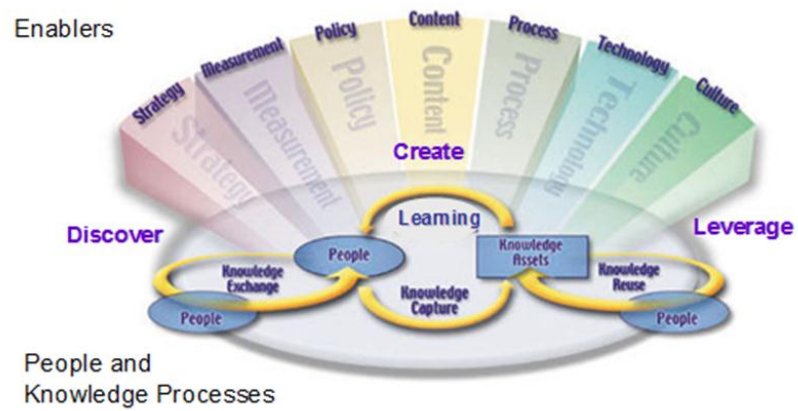 Enablers
Strategy
Measurement
Policy
Content
Process
Technology
Culture
Strategy
Measurement
Policy
Content
Process
Technology
Culture
Create
Discover
Learning
Leverage
People
Knowledge
Assets
Knowledge
Exchange
Knowledge
Capture
Knowledge
Reuse
People
People
People and
Knowledge Processes